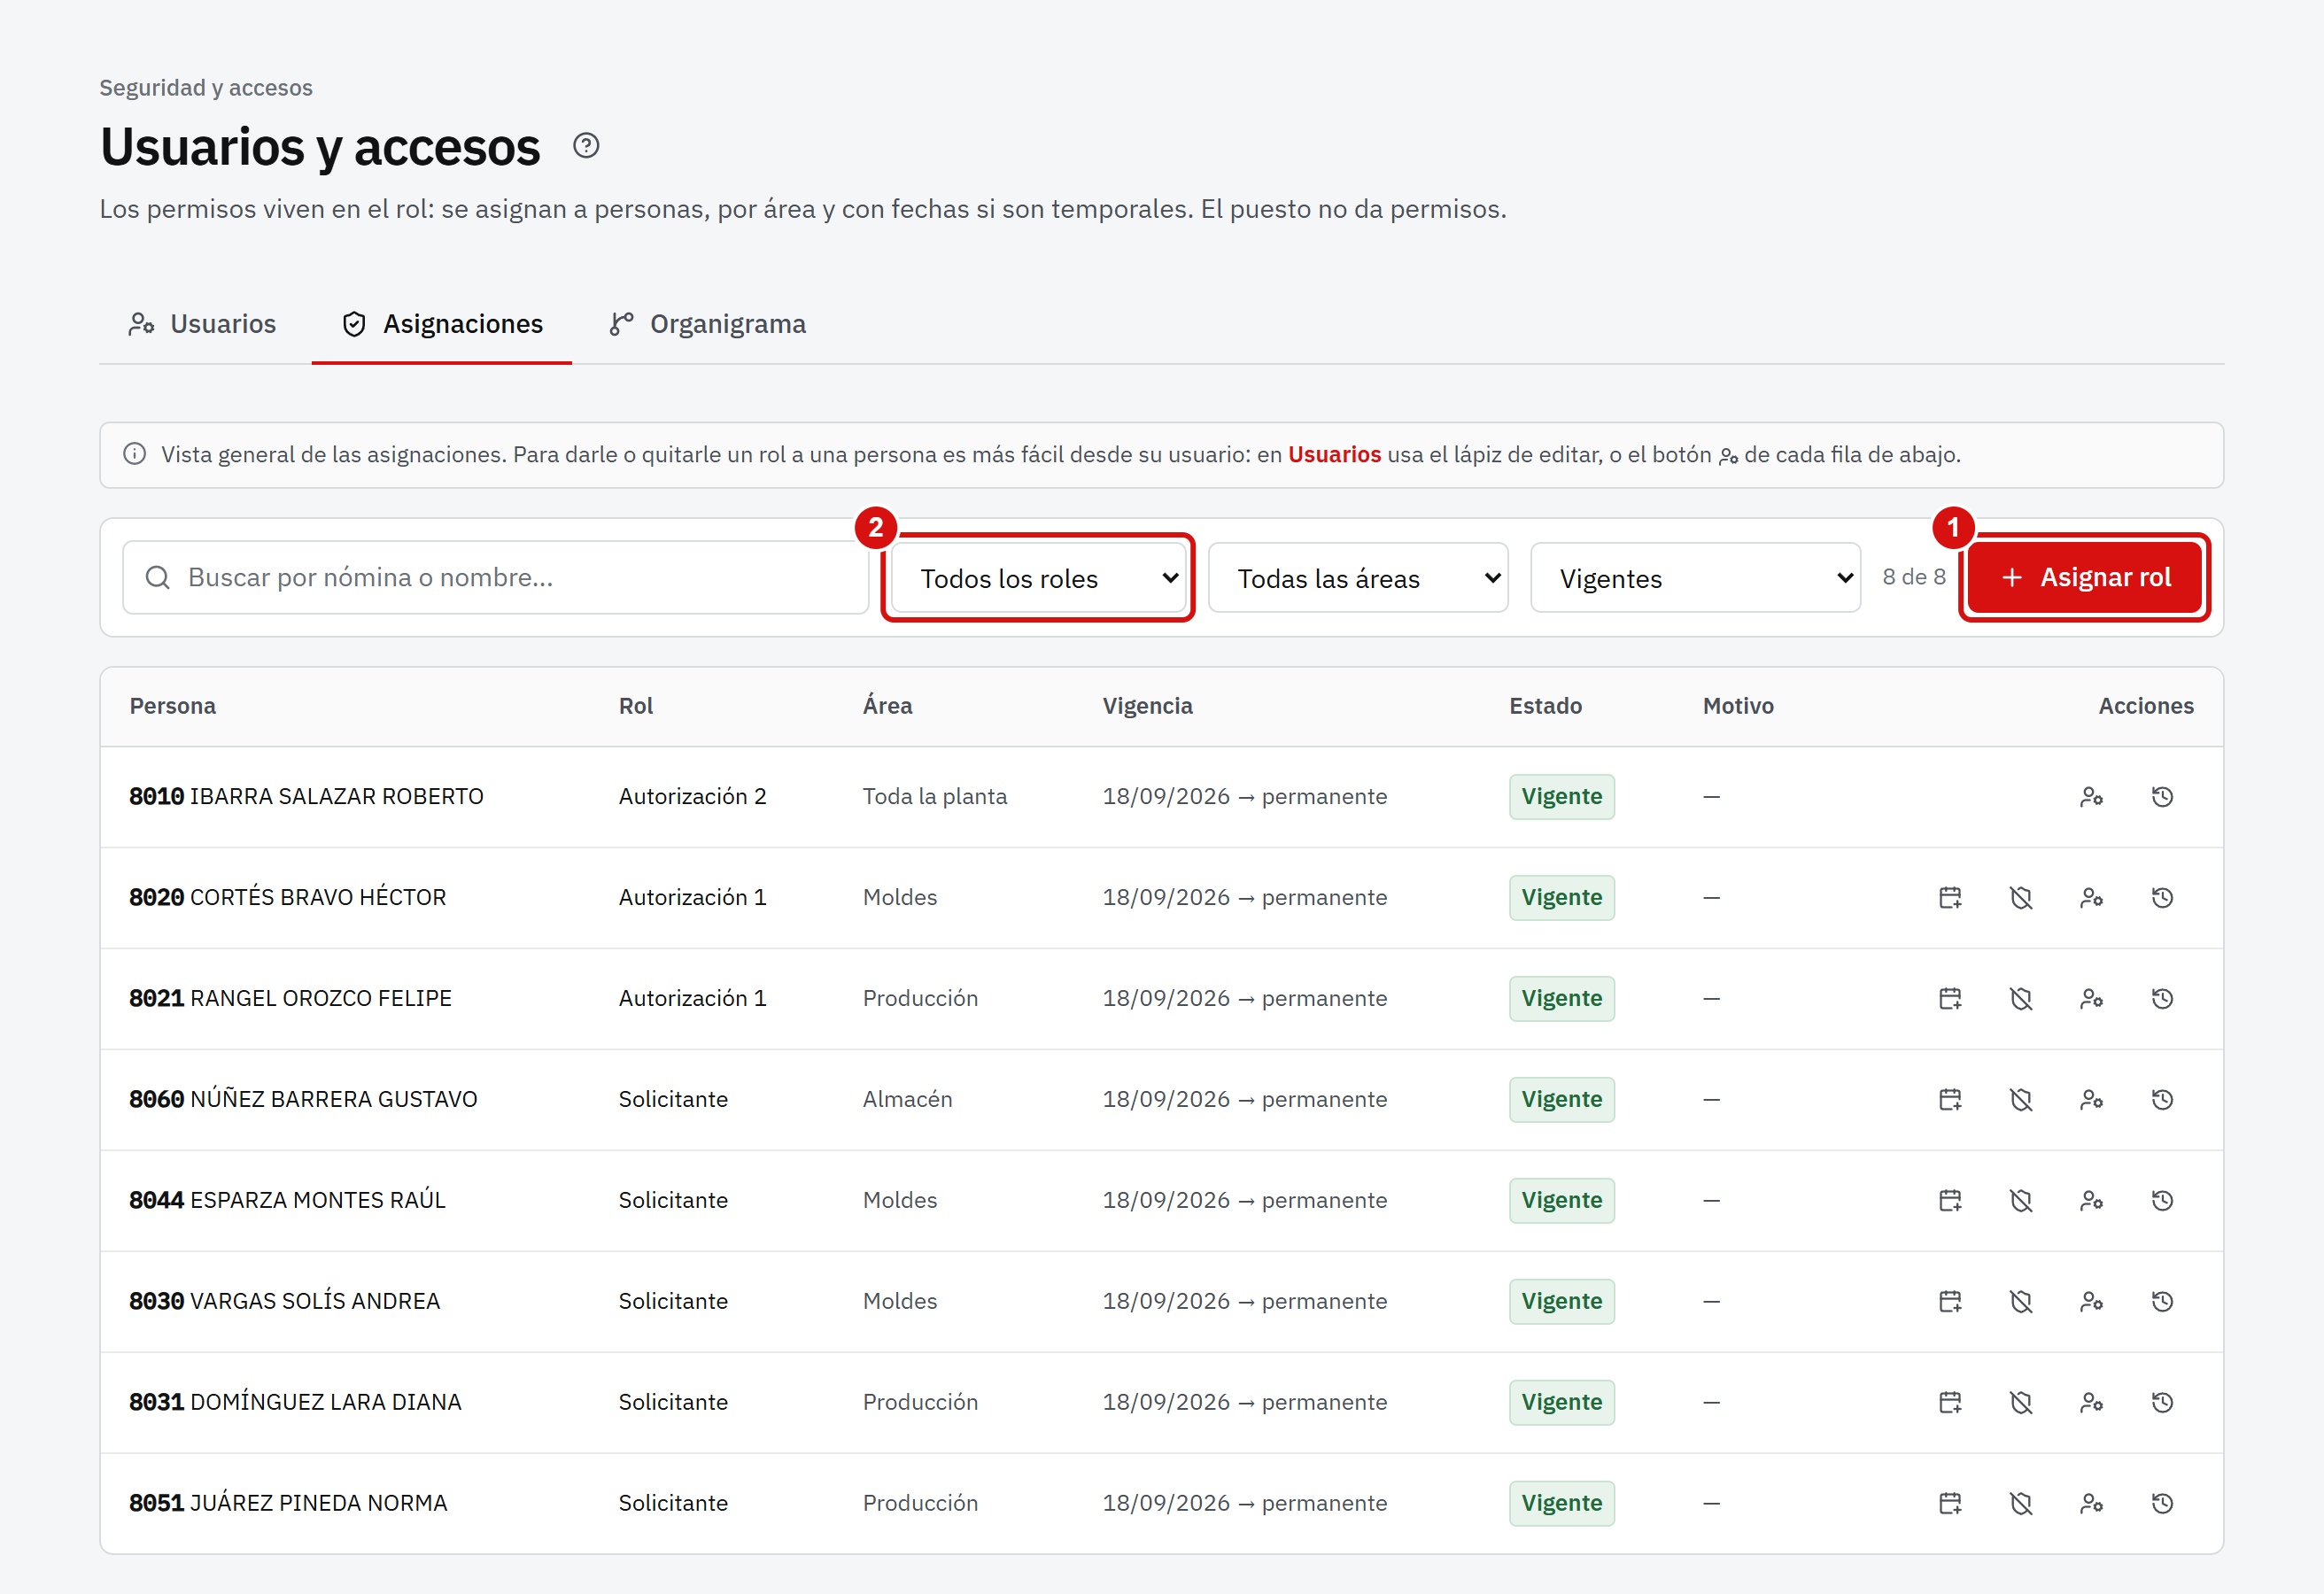 Seguridad y accesos
Usuarios y accesos
Los permisos viven en el rol: se asignan a personas, por área y con fechas si son temporales. El puesto no da permisos.
Usuarios Asignaciones Organigrama
Vista general de las asignaciones. Para darle o quitarle un rol a una persona es más fácil desde su usuario: en Usuarios usa el lápiz de editar, o el botón de cada fila de abajo.
2 1
Buscar por nómina o nombre... Todos los roles Todas las áreas Vigentes 8 de 8 + Asignar rol
Persona Rol Área Vigencia Estado Motivo Acciones
8010 IBARRA SALAZAR ROBERTO Autorización 2 Toda la planta 18/09/2026 → permanente Vigente —
8020 CORTÉS BRAVO HÉCTOR Autorización 1 Moldes 18/09/2026 → permanente Vigente —
8021 RANGEL OROZCO FELIPE Autorización 1 Producción 18/09/2026 → permanente Vigente —
8060 NÚÑEZ BARRERA GUSTAVO Solicitante Almacén 18/09/2026 → permanente Vigente —
8044 ESPARZA MONTES RAÚL Solicitante Moldes 18/09/2026 → permanente Vigente —
8030 VARGAS SOLÍS ANDREA Solicitante Moldes 18/09/2026 → permanente Vigente —
8031 DOMÍNGUEZ LARA DIANA Solicitante Producción 18/09/2026 → permanente Vigente —
8051 JUÁREZ PINEDA NORMA Solicitante Producción 18/09/2026 → permanente Vigente —